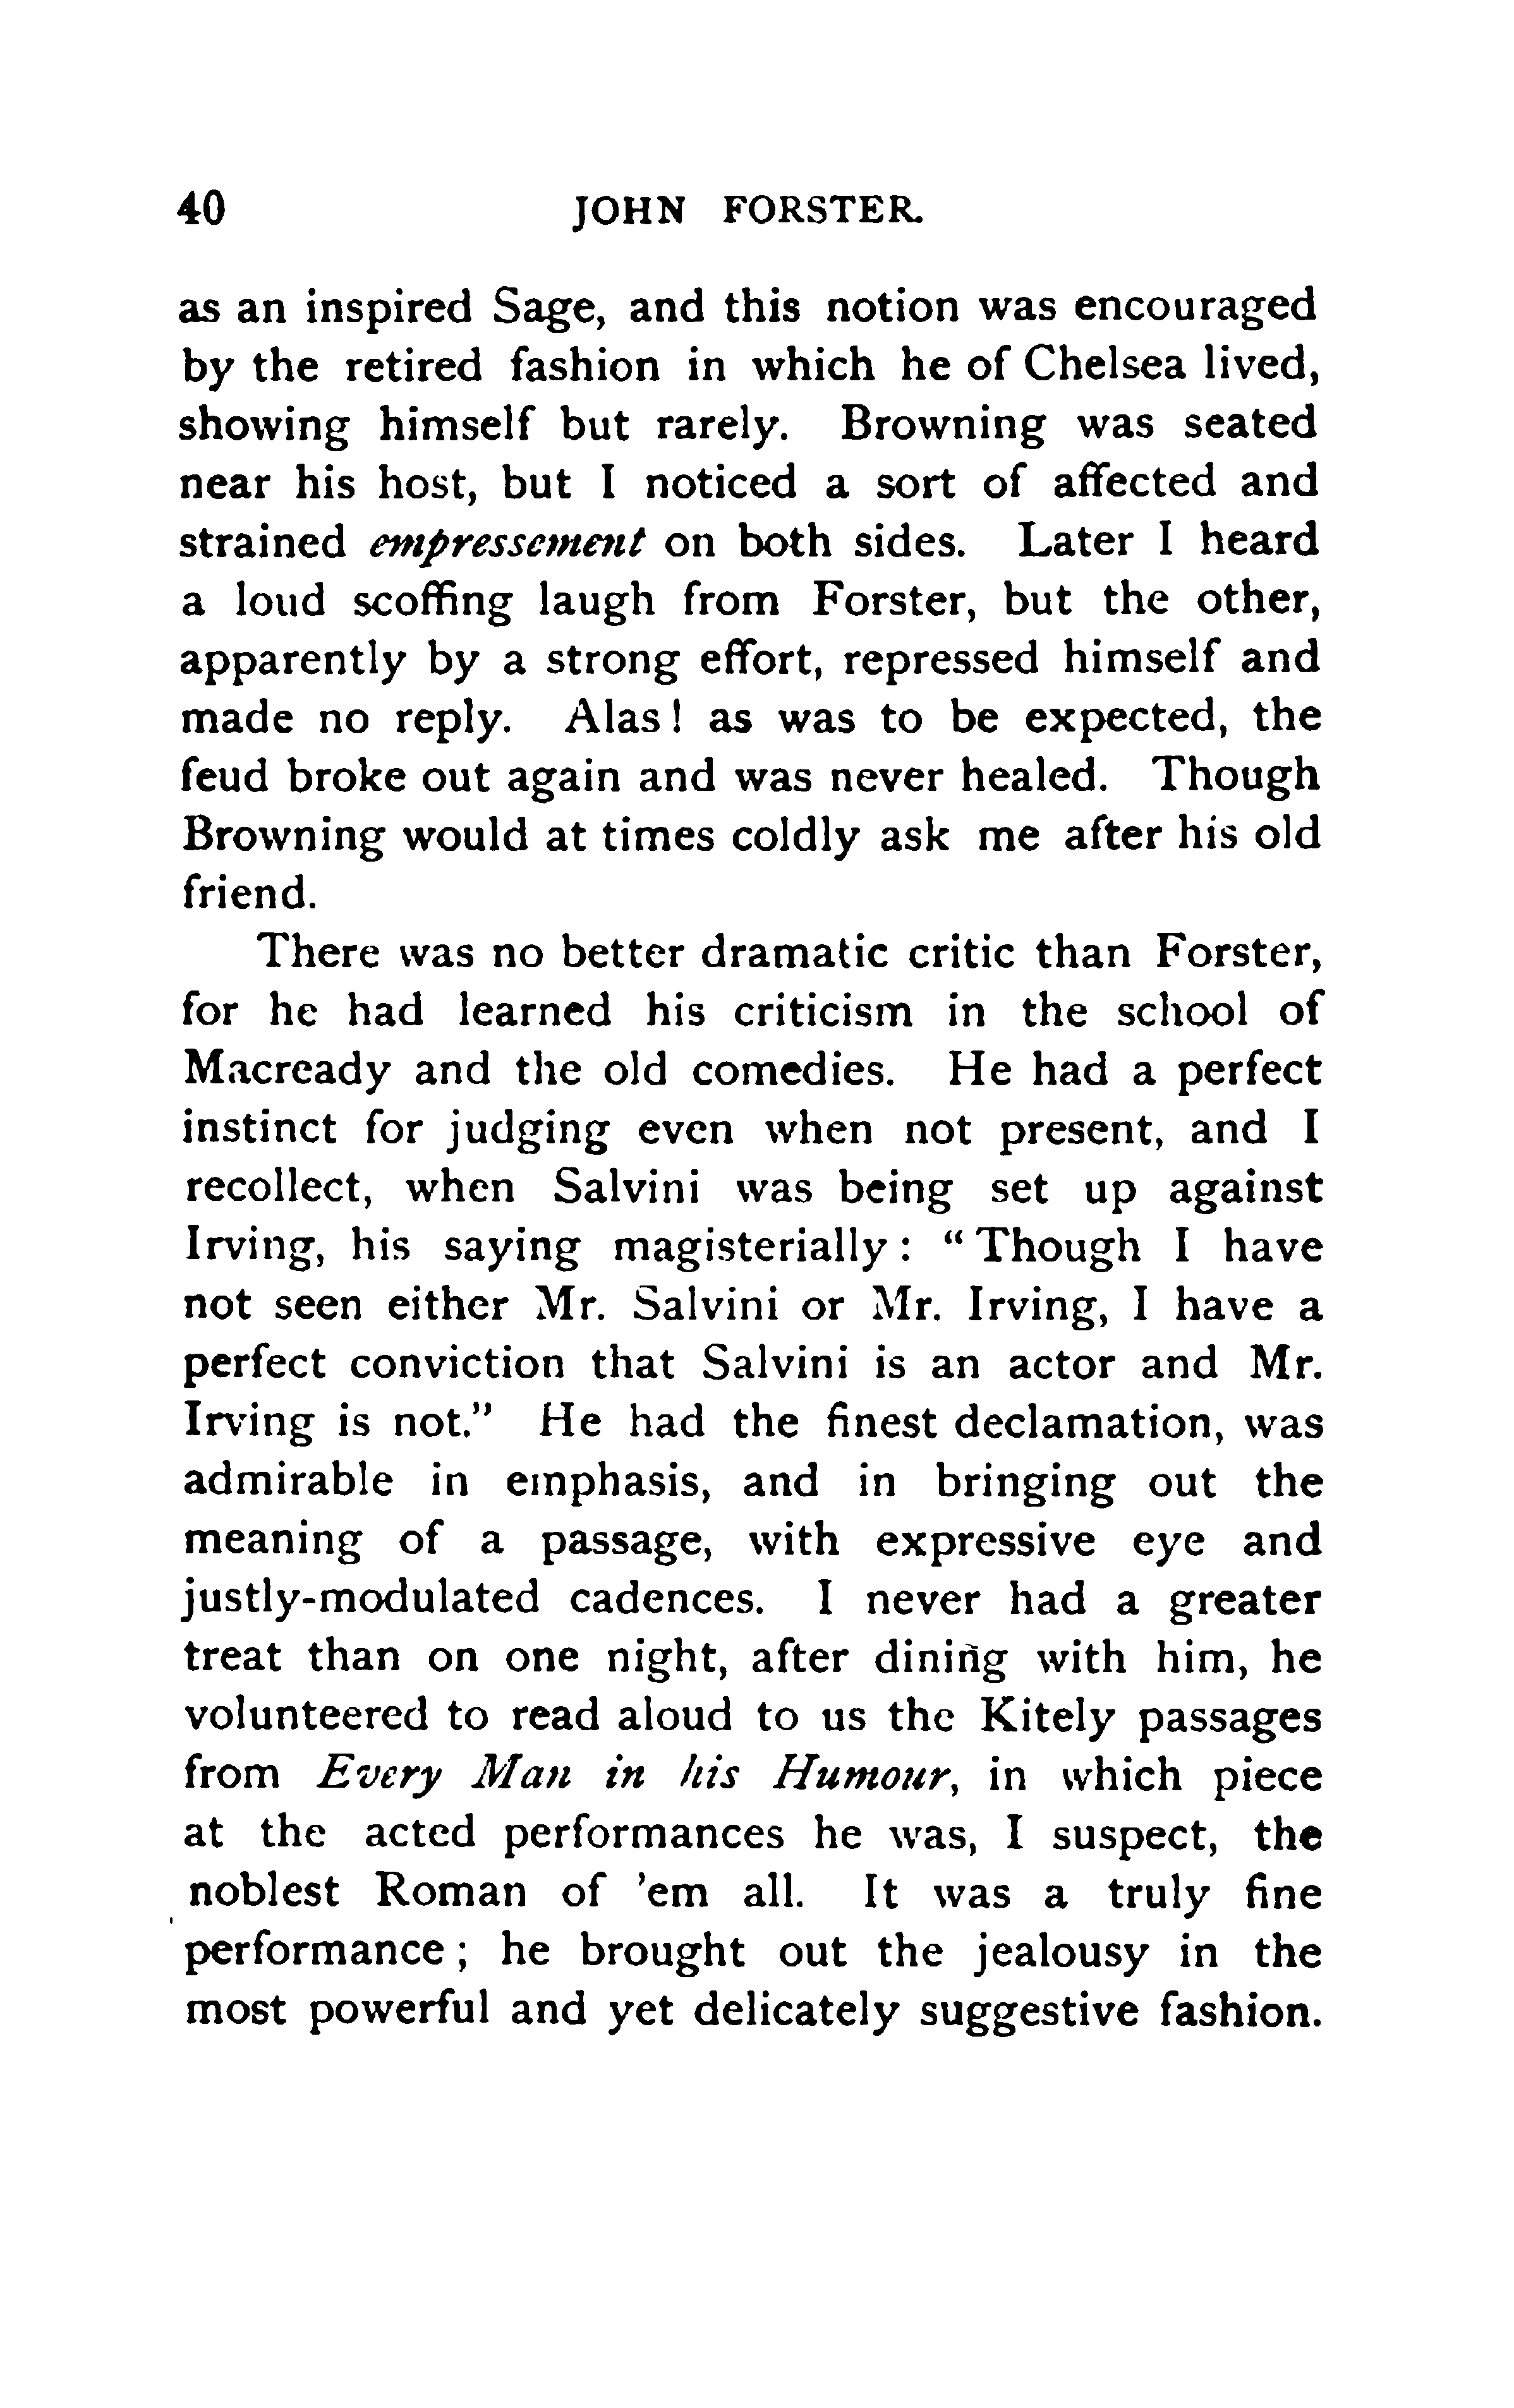 40 JOHN FORSTER.
as an inspired Sage, and this notion was encouraged
by the retired fashion in which he of Chelsea lived,
showing himself but rarely. Browning was seated
near his host, but I noticed a sort of affected and
strained empressement on both sides. Later I heard
a loud scoffing laugh from Forster, but the other,
apparently by a strong effort, repressed himself and
made no reply. Alas! as was to be expected, the
feud broke out again and was never healed. Though
Browning would at times coldly ask me after his old
friend.
There was no better dramatic critic than Forster,
for he had learned his criticism in the school of
Macready and the old comedies. He had a perfect
instinct for judging even when not present, and I
recollect, when Salvini was being set up against
Irving, his saying magisterially: “Though I have
not seen either Mr. Salvini or Mr. Irving, I have a
perfect conviction that Salvini is an actor and Mr.
Irving is not.” He had the finest declamation, was
admirable in emphasis, and in bringing out the
meaning of a passage, with expressive eye and
justly-modulated cadences. I never had a greater
treat than on one night, after dining with him, he
volunteered to read aloud to us the Kitely passages
from Every Man in his Humour, in which piece
at the acted performances he was, I suspect, the
noblest Roman of ’em all. It was a truly fine
performance; he brought out the jealousy in the
most powerful and yet delicately suggestive fashion.